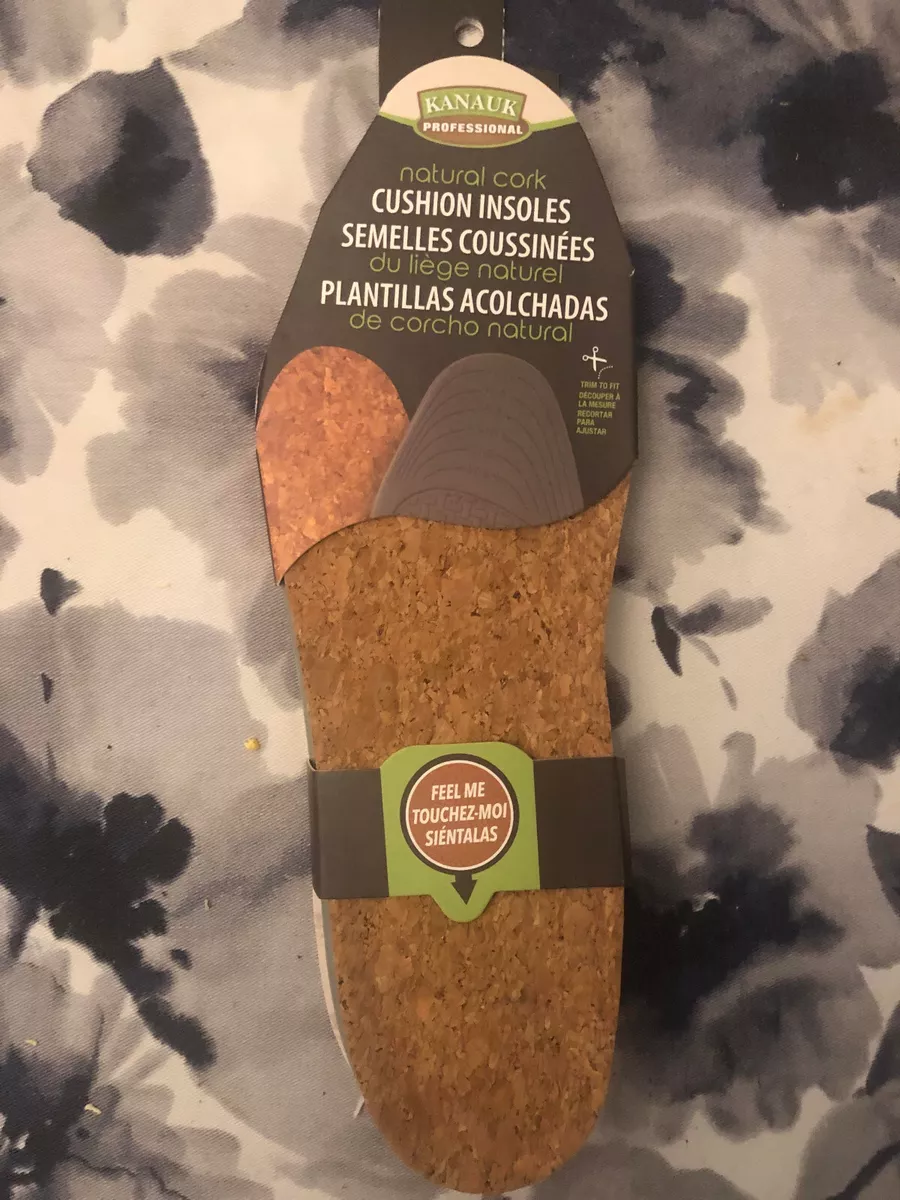 KANAUK
PROFESSIONAL
natural cork
CUSHION INSOLES
SEMELLES COUSSINÉES
du liège naturel
PLANTILLAS ACOLCHADAS
de corcho natural
TRIM TO FIT
DÉCOUPER À
LA MESURE
RECORTAR
PARA
AJUSTAR
FEEL ME
TOUCHEZ-MOI
SIÉNTALAS